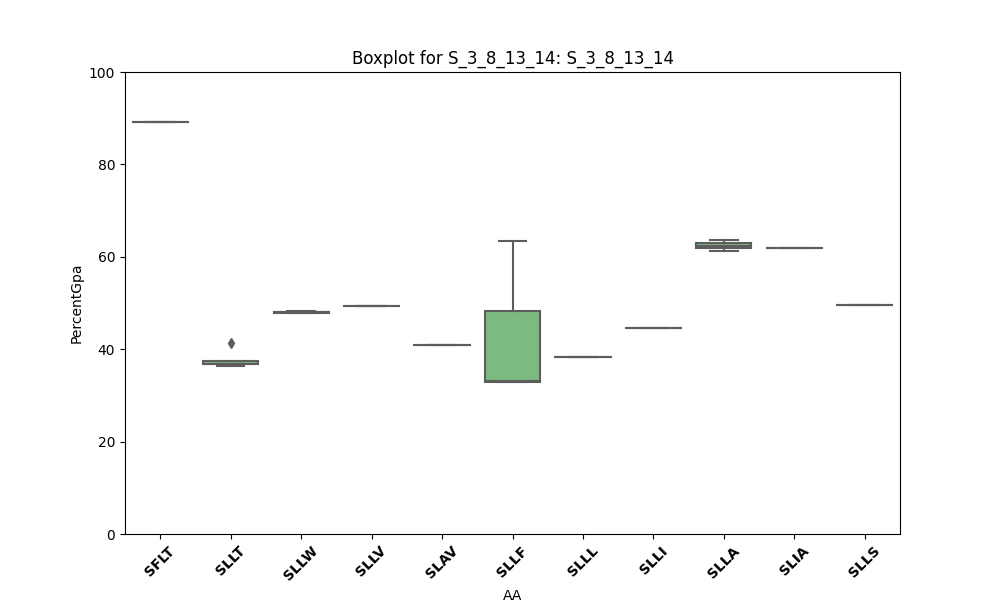 Boxplot for S_3_8_13_14: S_3_8_13_14
100
80
60
40
20
0
PercentGpa
SFLT
SLLT
SLLW
SLLV
SLAV
SLLF
SLLL
SLLI
SLLA
SLIA
SLLS
AA